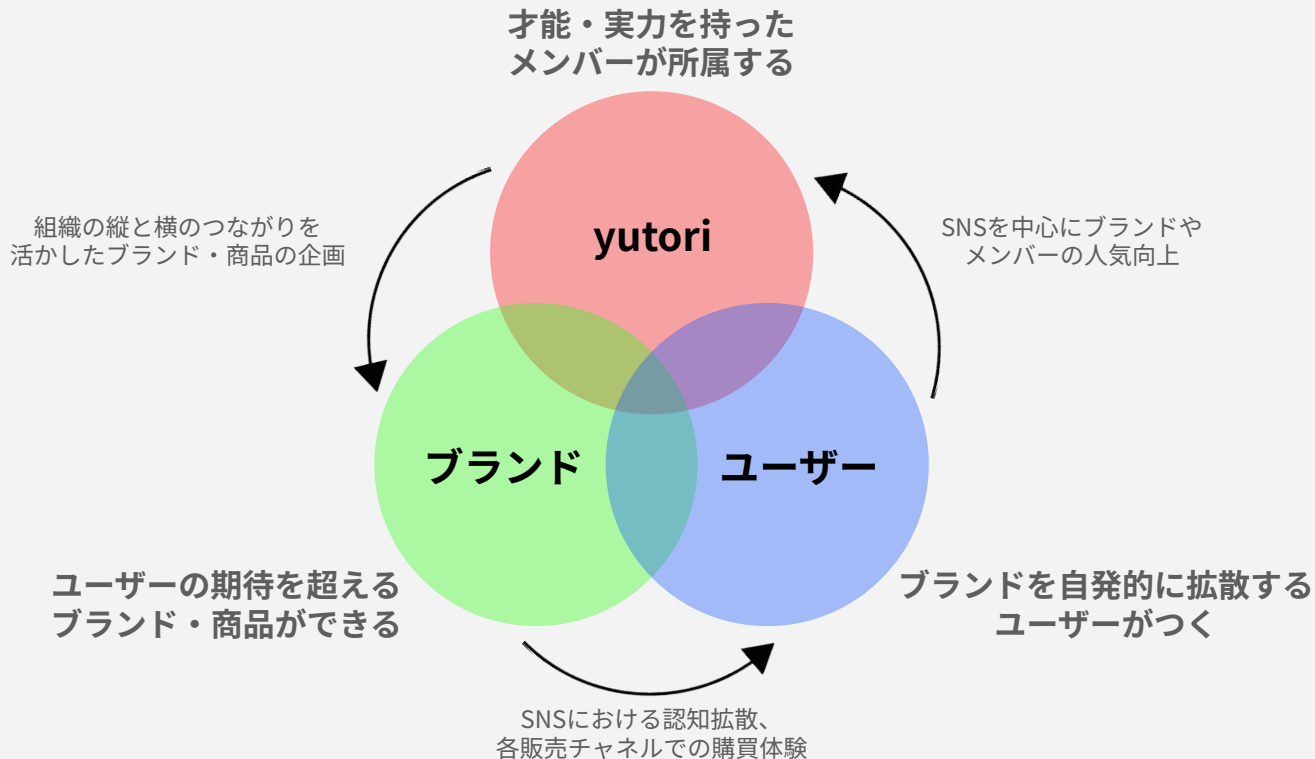 才能・実力を持った
メンバーが所属する
yutori
組織の縦と横のつながりを
活かしたブランド・商品の企画
SNSを中心にブランドや
メンバーの人気向上
ブランド
ユーザー
ユーザーの期待を超える
ブランド・商品ができる
ブランドを自発的に拡散する
ユーザーがつく
SNSにおける認知拡散、
各販売チャネルでの購買体験